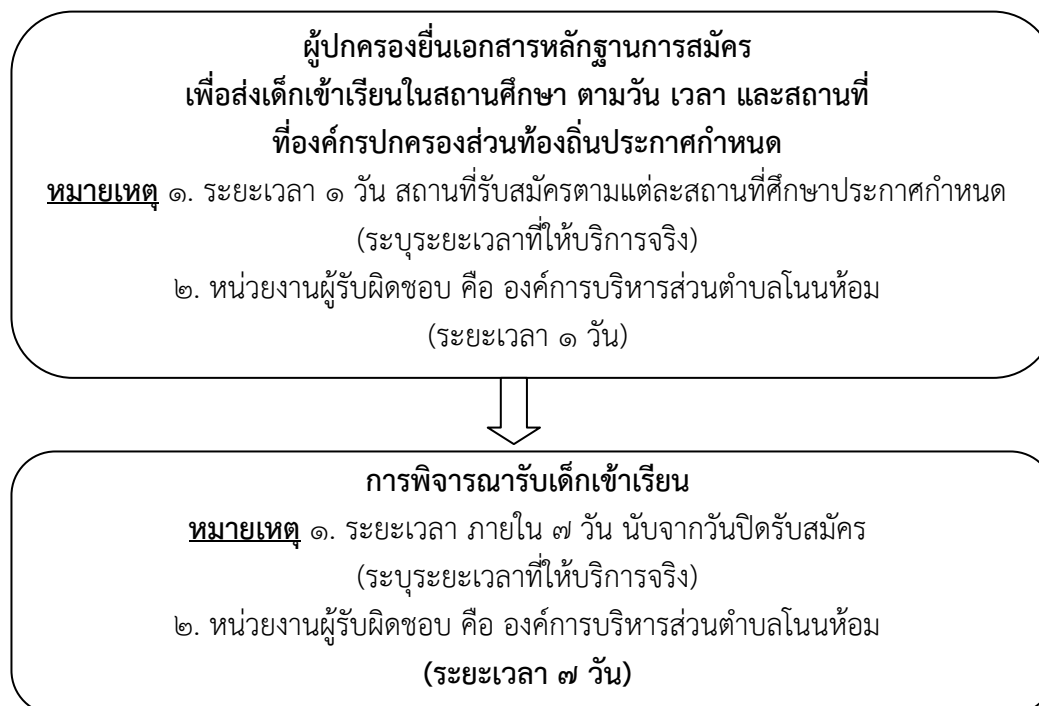 ผู้ปกครองยื่นเอกสารหลักฐานการสมัคร
เพื่อส่งเด็กเข้าเรียนในสถานศึกษา ตามวัน เวลา และสถานที่
ที่องค์กรปกครองส่วนท้องถิ่นประกาศกำหนด
หมายเหตุ ๑. ระยะเวลา ๑ วัน สถานที่รับสมัครตามแต่ละสถานที่ศึกษาประกาศกำหนด
(ระบุระยะเวลาที่ให้บริการจริง)
๒. หน่วยงานผู้รับผิดชอบ คือ องค์การบริหารส่วนตำบลโนนห้อม
(ระยะเวลา ๑ วัน)
การพิจารณารับเด็กเข้าเรียน
หมายเหตุ ๑. ระยะเวลา ภายใน ๗ วัน นับจากวันปิดรับสมัคร
(ระบุระยะเวลาที่ให้บริการจริง)
๒. หน่วยงานผู้รับผิดชอบ คือ องค์การบริหารส่วนตำบลโนนห้อม
(ระยะเวลา ๗ วัน)